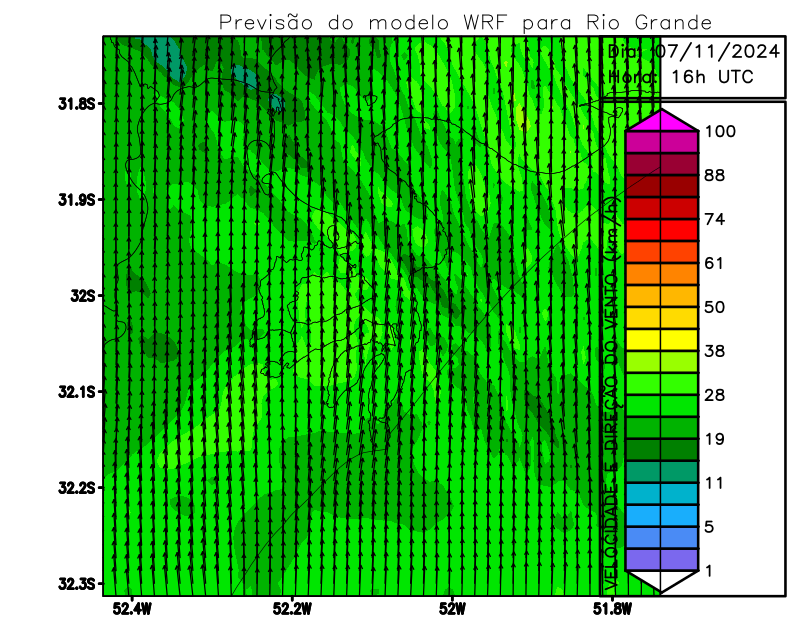 Previsão do modelo WRF para Rio Grande
Dia: 07/11/2024
Hora: 16h UTC
31.8S
31.9S
32S
32.1S
32.2S
32.3S
52.4W
52.2W
52W
51.8W
VELOCIDADE E DIREÇÃO DO VENTO (km/h)
100
88
74
61
50
38
28
19
11
5
1